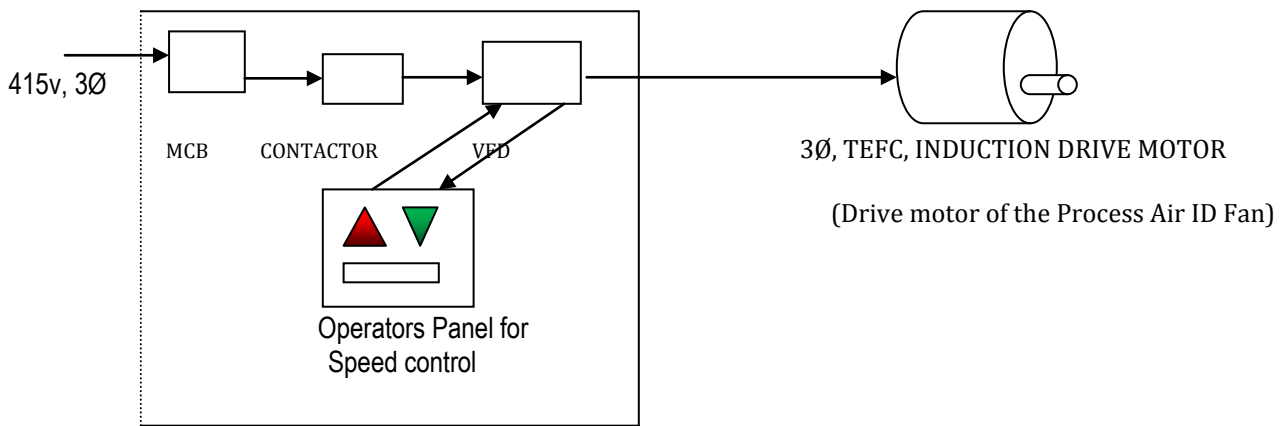 415v, 3Ø
MCB
CONTACTOR
VFD
3Ø, TEFC, INDUCTION DRIVE MOTOR
(Drive motor of the Process Air ID Fan)
Operators Panel for
Speed control